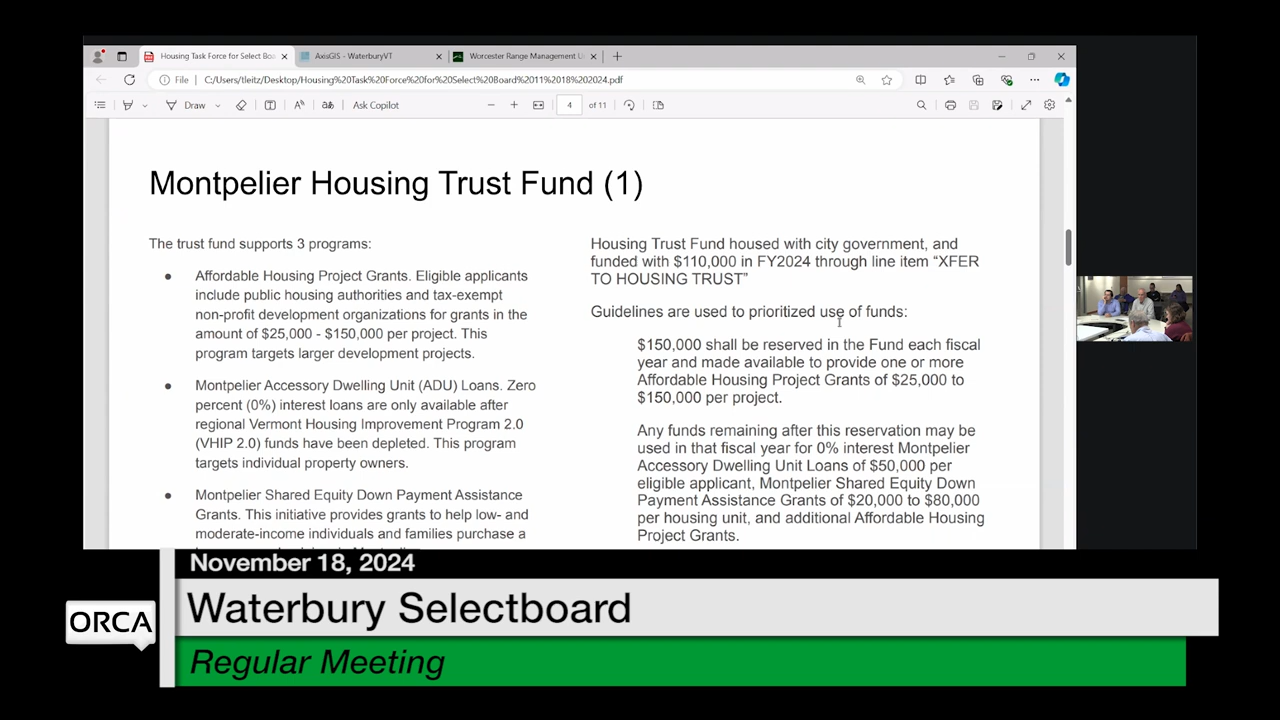 Housing Task Force for Select Boa
AxisGIS - WaterburyVT
Worcester Range Management U
File
C:/Users/tleitz/Desktop/Housing%20Task%20Force%20for%20Select%20Board%2011%2018%202024.pdf
Draw
Ask Copilot
4 of 11
Montpelier Housing Trust Fund (1)
The trust fund supports 3 programs:
● Affordable Housing Project Grants. Eligible applicants
include public housing authorities and tax-exempt
non-profit development organizations for grants in the
amount of $25,000 - $150,000 per project. This
program targets larger development projects.
● Montpelier Accessory Dwelling Unit (ADU) Loans. Zero
percent (0%) interest loans are only available after
regional Vermont Housing Improvement Program 2.0
(VHIP 2.0) funds have been depleted. This program
targets individual property owners.
● Montpelier Shared Equity Down Payment Assistance
Grants. This initiative provides grants to help low- and
moderate-income individuals and families purchase a
Housing Trust Fund housed with city government, and
funded with $110,000 in FY2024 through line item “XFER
TO HOUSING TRUST”
Guidelines are used to prioritized use of funds:
$150,000 shall be reserved in the Fund each fiscal
year and made available to provide one or more
Affordable Housing Project Grants of $25,000 to
$150,000 per project.
Any funds remaining after this reservation may be
used in that fiscal year for 0% interest Montpelier
Accessory Dwelling Unit Loans of $50,000 per
eligible applicant, Montpelier Shared Equity Down
Payment Assistance Grants of $20,000 to $80,000
per housing unit, and additional Affordable Housing
Project Grants.
November 18, 2024
ORCA
Waterbury Selectboard
Regular Meeting